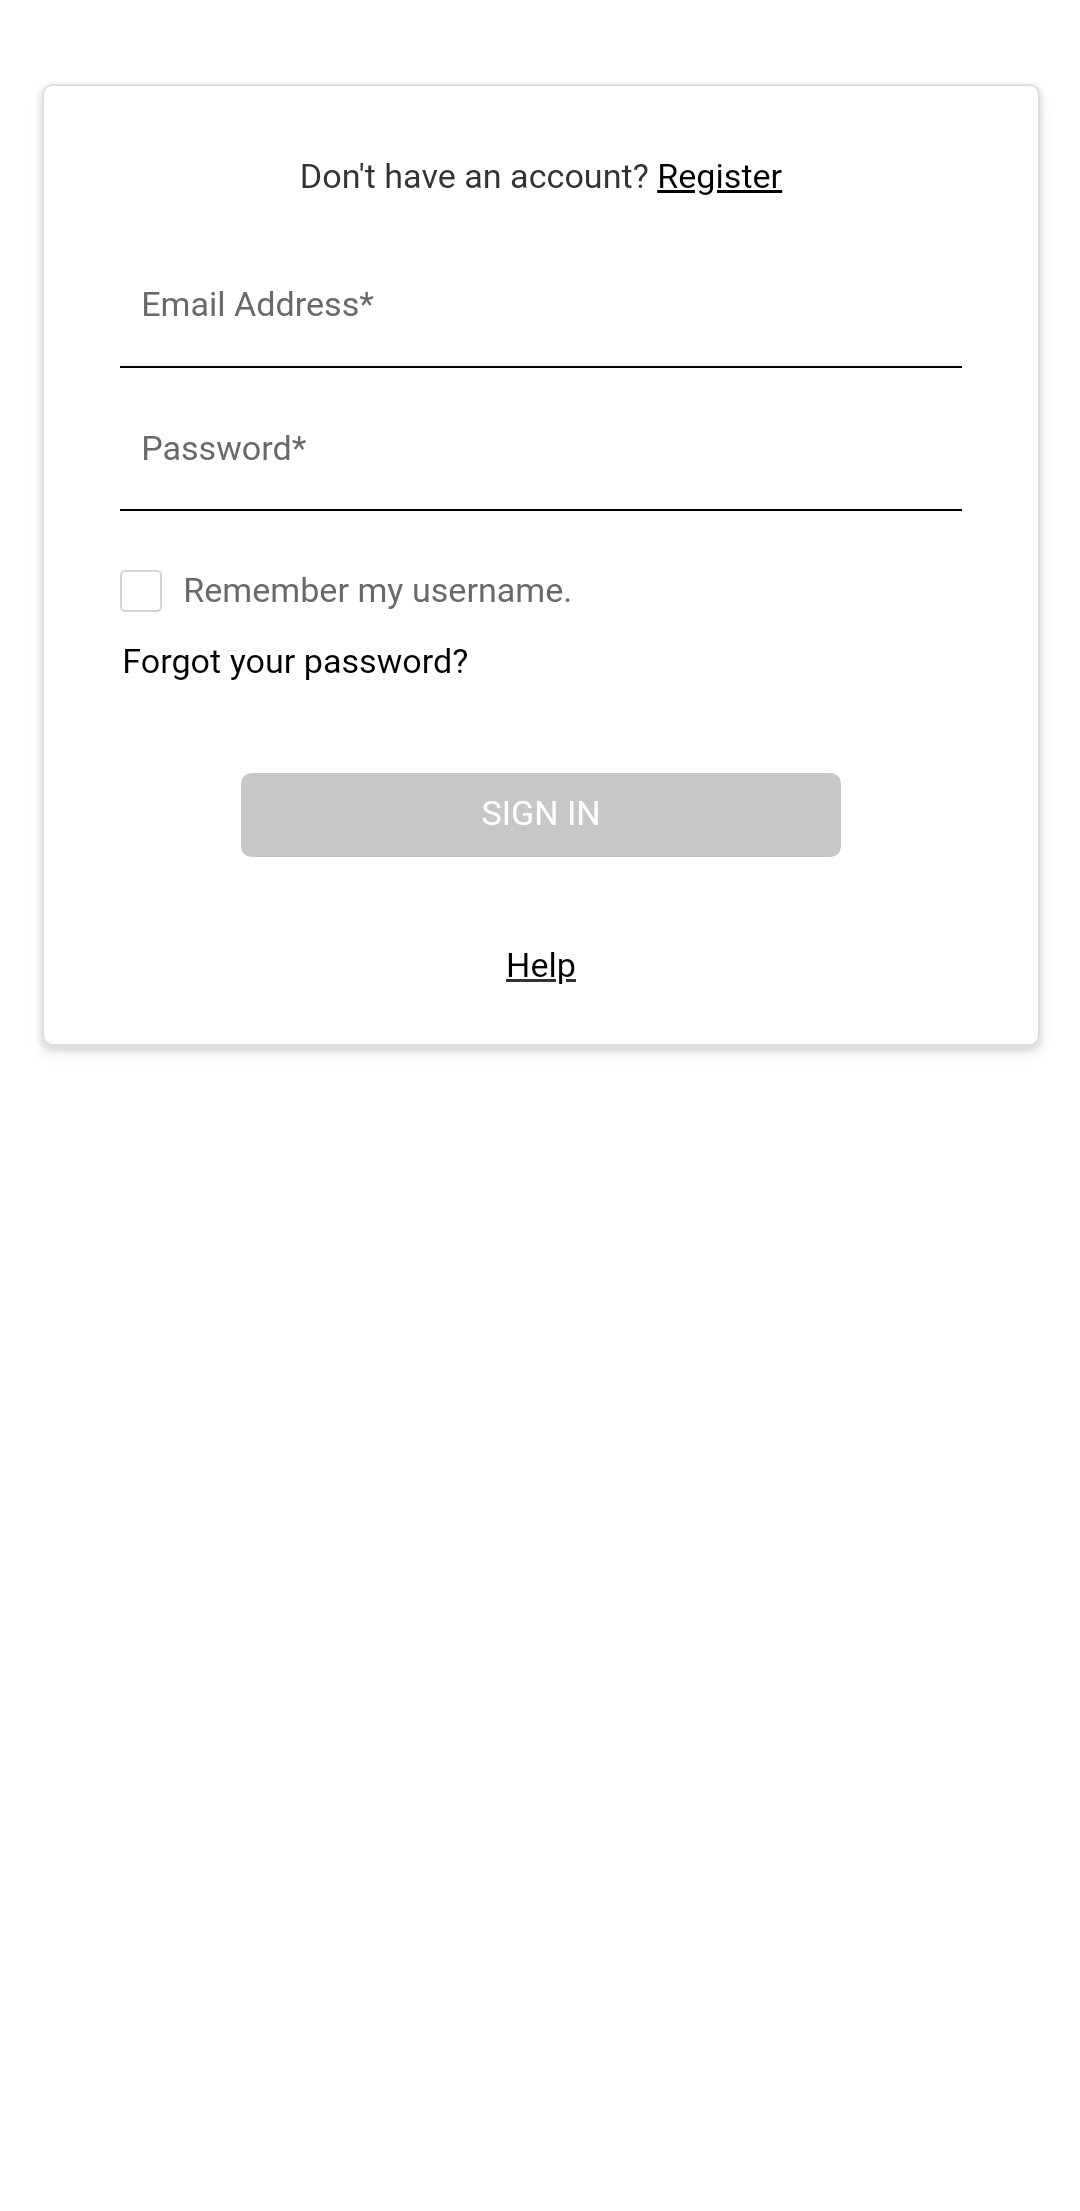 Don't have an account? Register
Email Address*
Password*
Remember my username.
Forgot your password?
SIGN IN
Help